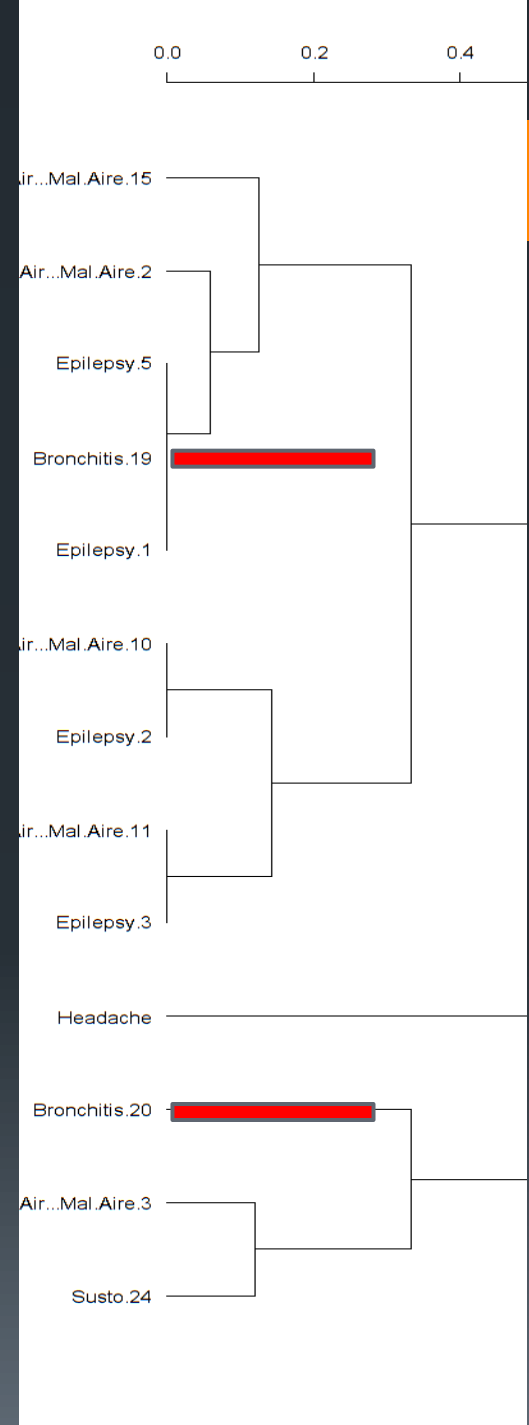 0.0 0.2 0.4
ir...Mal.Aire.15
Air...Mal.Aire.2
Epilepsy.5
Bronchitis.19
Epilepsy.1
ir...Mal.Aire.10
Epilepsy.2
ir...Mal.Aire.11
Epilepsy.3
Headache
Bronchitis.20
Air...Mal.Aire.3
Susto.24